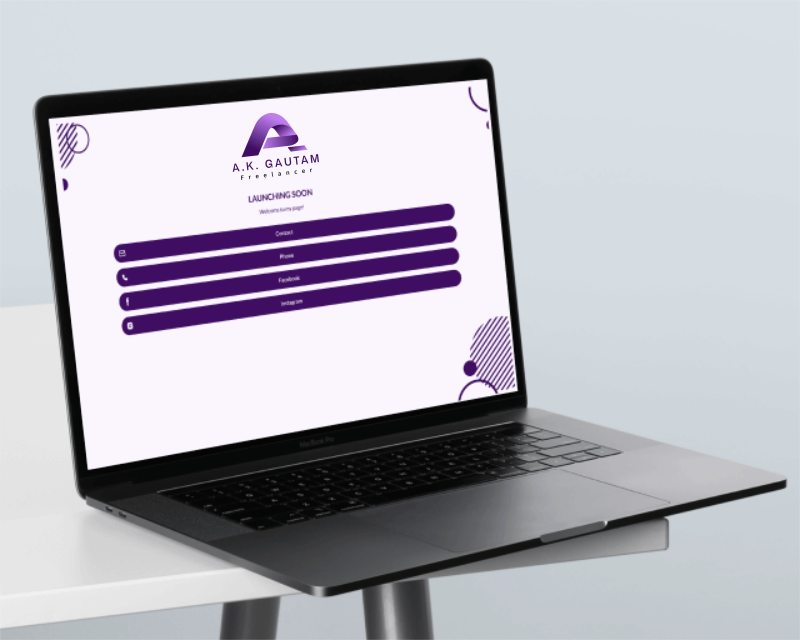 A.K. GAUTAM
Freelancer
LAUNCHING SOON
Welcome to my page!
Contact
Phone
Facebook
Instagram
MacBook Pro